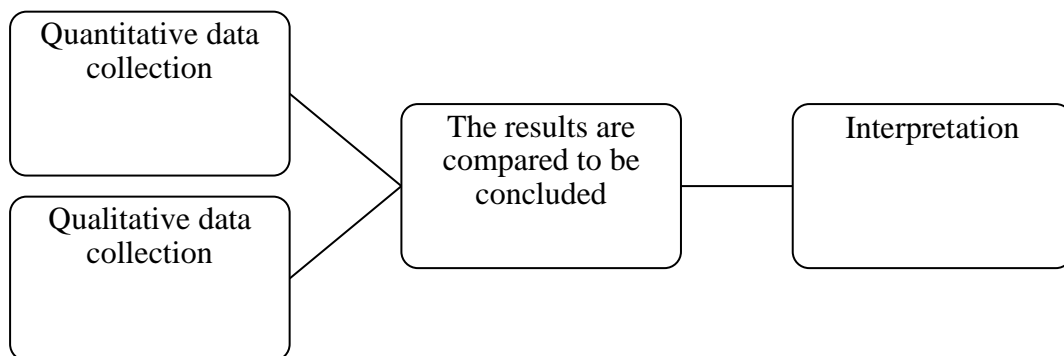 Quantitative data
collection
Qualitative data
collection
The results are
compared to be
concluded
Interpretation